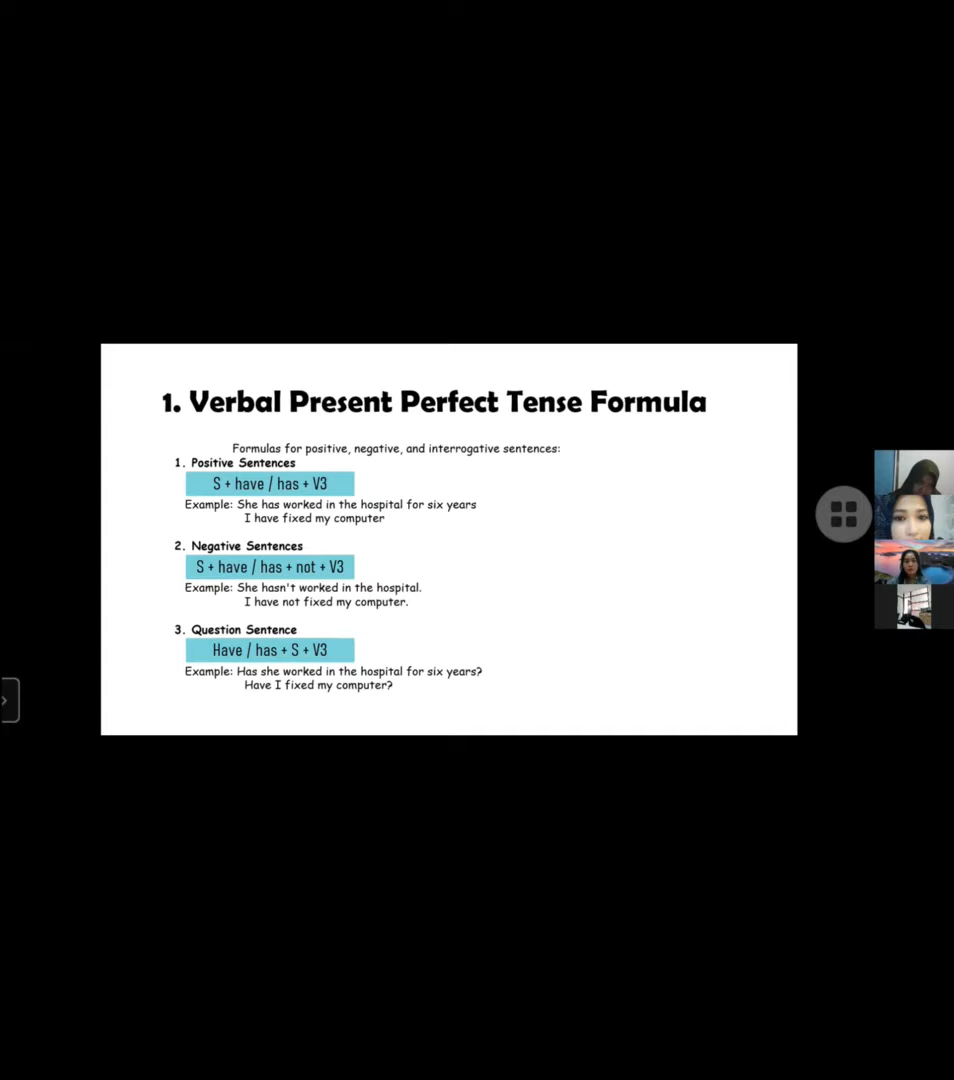 1. Verbal Present Perfect Tense Formula
Formulas for positive, negative, and interrogative sentences:
1. Positive Sentences
S + have / has + V3
Example: She has worked in the hospital for six years
I have fixed my computer
2. Negative Sentences
S + have / has + not + V3
Example: She hasn't worked in the hospital.
I have not fixed my computer.
3. Question Sentence
Have / has + S + V3
Example: Has she worked in the hospital for six years?
Have I fixed my computer?